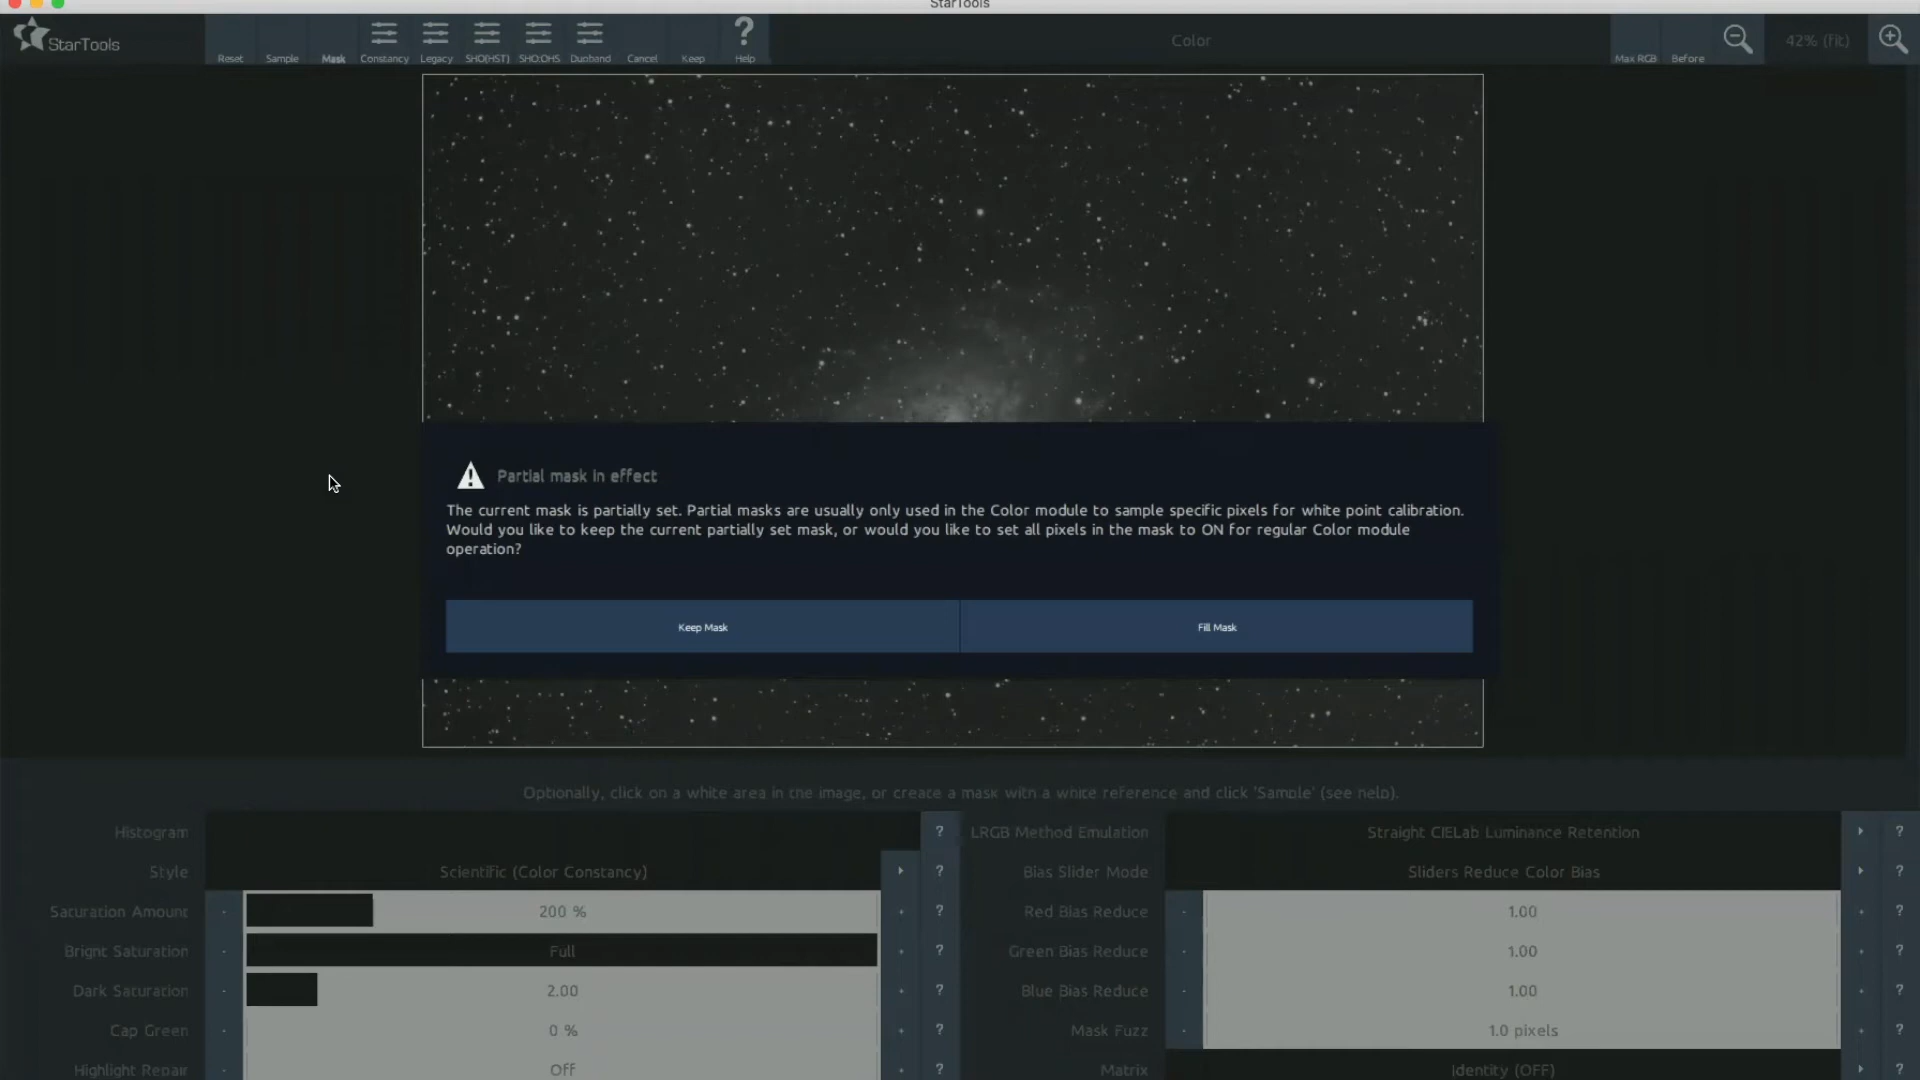 StarTools
StarTools
Reset
Sample
Mask
Constancy
Legacy
SHO(HST)
SHO:OHS
Duoband
Cancel
Keep
?
Help
Color
Max RGB
Before
42% (fit)
Partial mask in effect
The current mask is partially set. Partial masks are usually only used in the Color module to sample specific pixels for white point calibration.
Would you like to keep the current partially set mask, or would you like to set all pixels in the mask to ON for regular Color module
operation?
Keep Mask
Fill Mask
Optionally, click on a white area in the image, or create a mask with a white reference and click 'Sample' (see help).
Histogram
?
LRGB Method Emulation
Straight CIELab Luminance Retention
?
Style
Scientific (Color Constancy)
?
Bias Slider Mode
Sliders Reduce Color Bias
?
Saturation Amount
-
200 %
+
?
Red Bias Reduce
-
1.00
+
?
Bright Saturation
-
Full
+
?
Green Bias Reduce
-
1.00
+
?
Dark Saturation
-
2.00
+
?
Blue Bias Reduce
-
1.00
+
?
Cap Green
-
0 %
+
?
Mask Fuzz
-
1.0 pixels
+
?
Highlight Repair
-
Off
+
?
Matrix
Identity (OFF)
?